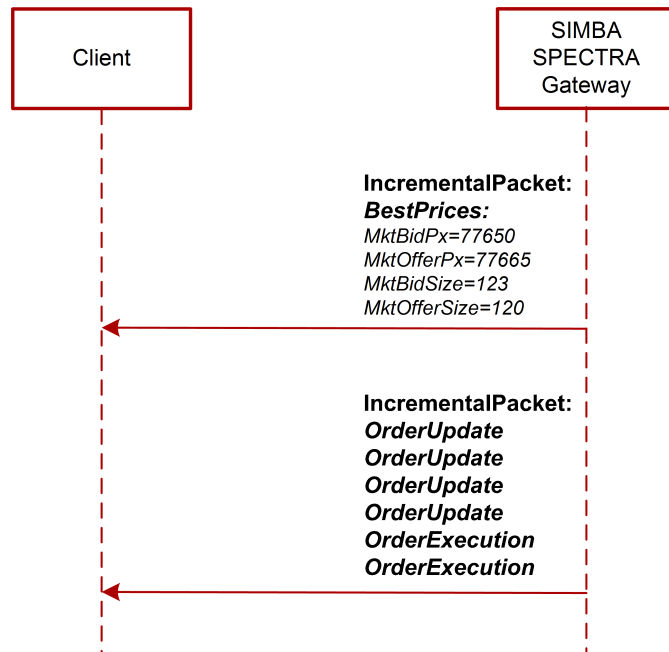 Client
SIMBA
SPECTRA
Gateway
IncrementalPacket:
BestPrices:
MktBidPx=77650
MktOfferPx=77665
MktBidSize=123
MktOfferSize=120
IncrementalPacket:
OrderUpdate
OrderUpdate
OrderUpdate
OrderUpdate
OrderExecution
OrderExecution